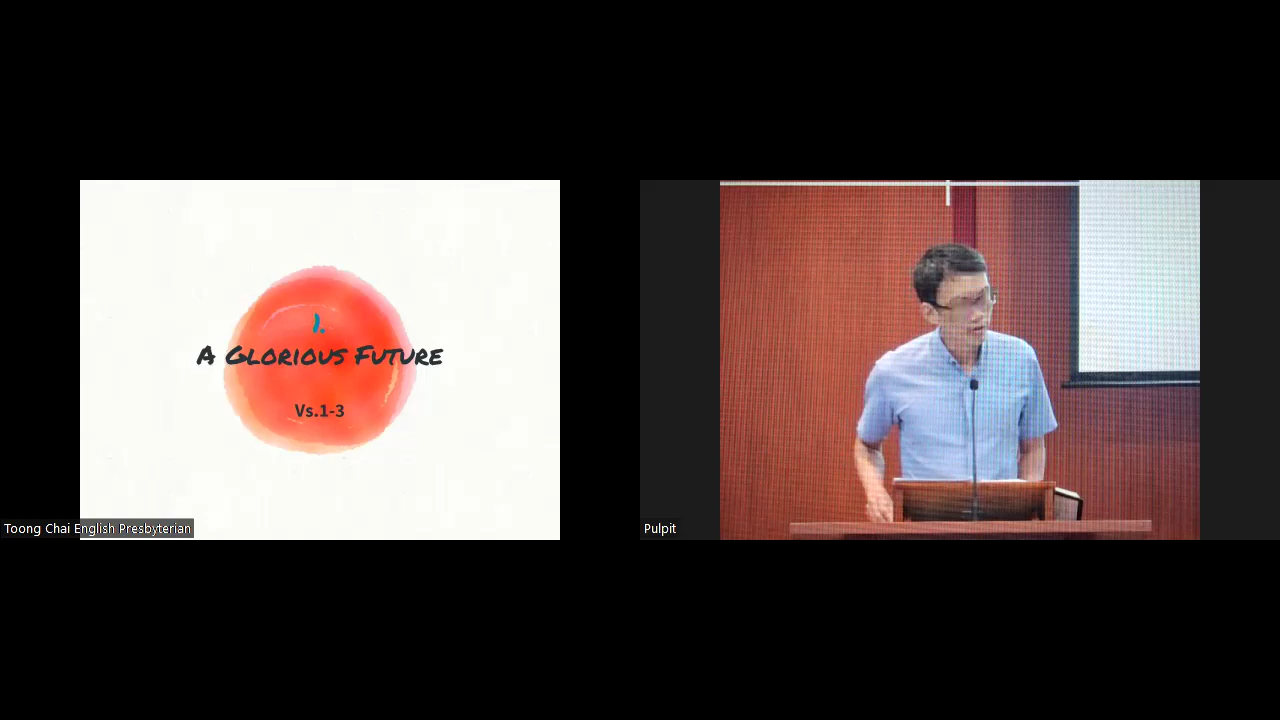 1.
A Glorious Future
Vs.1-3
Toong Chai English Presbyterian
Pulpit